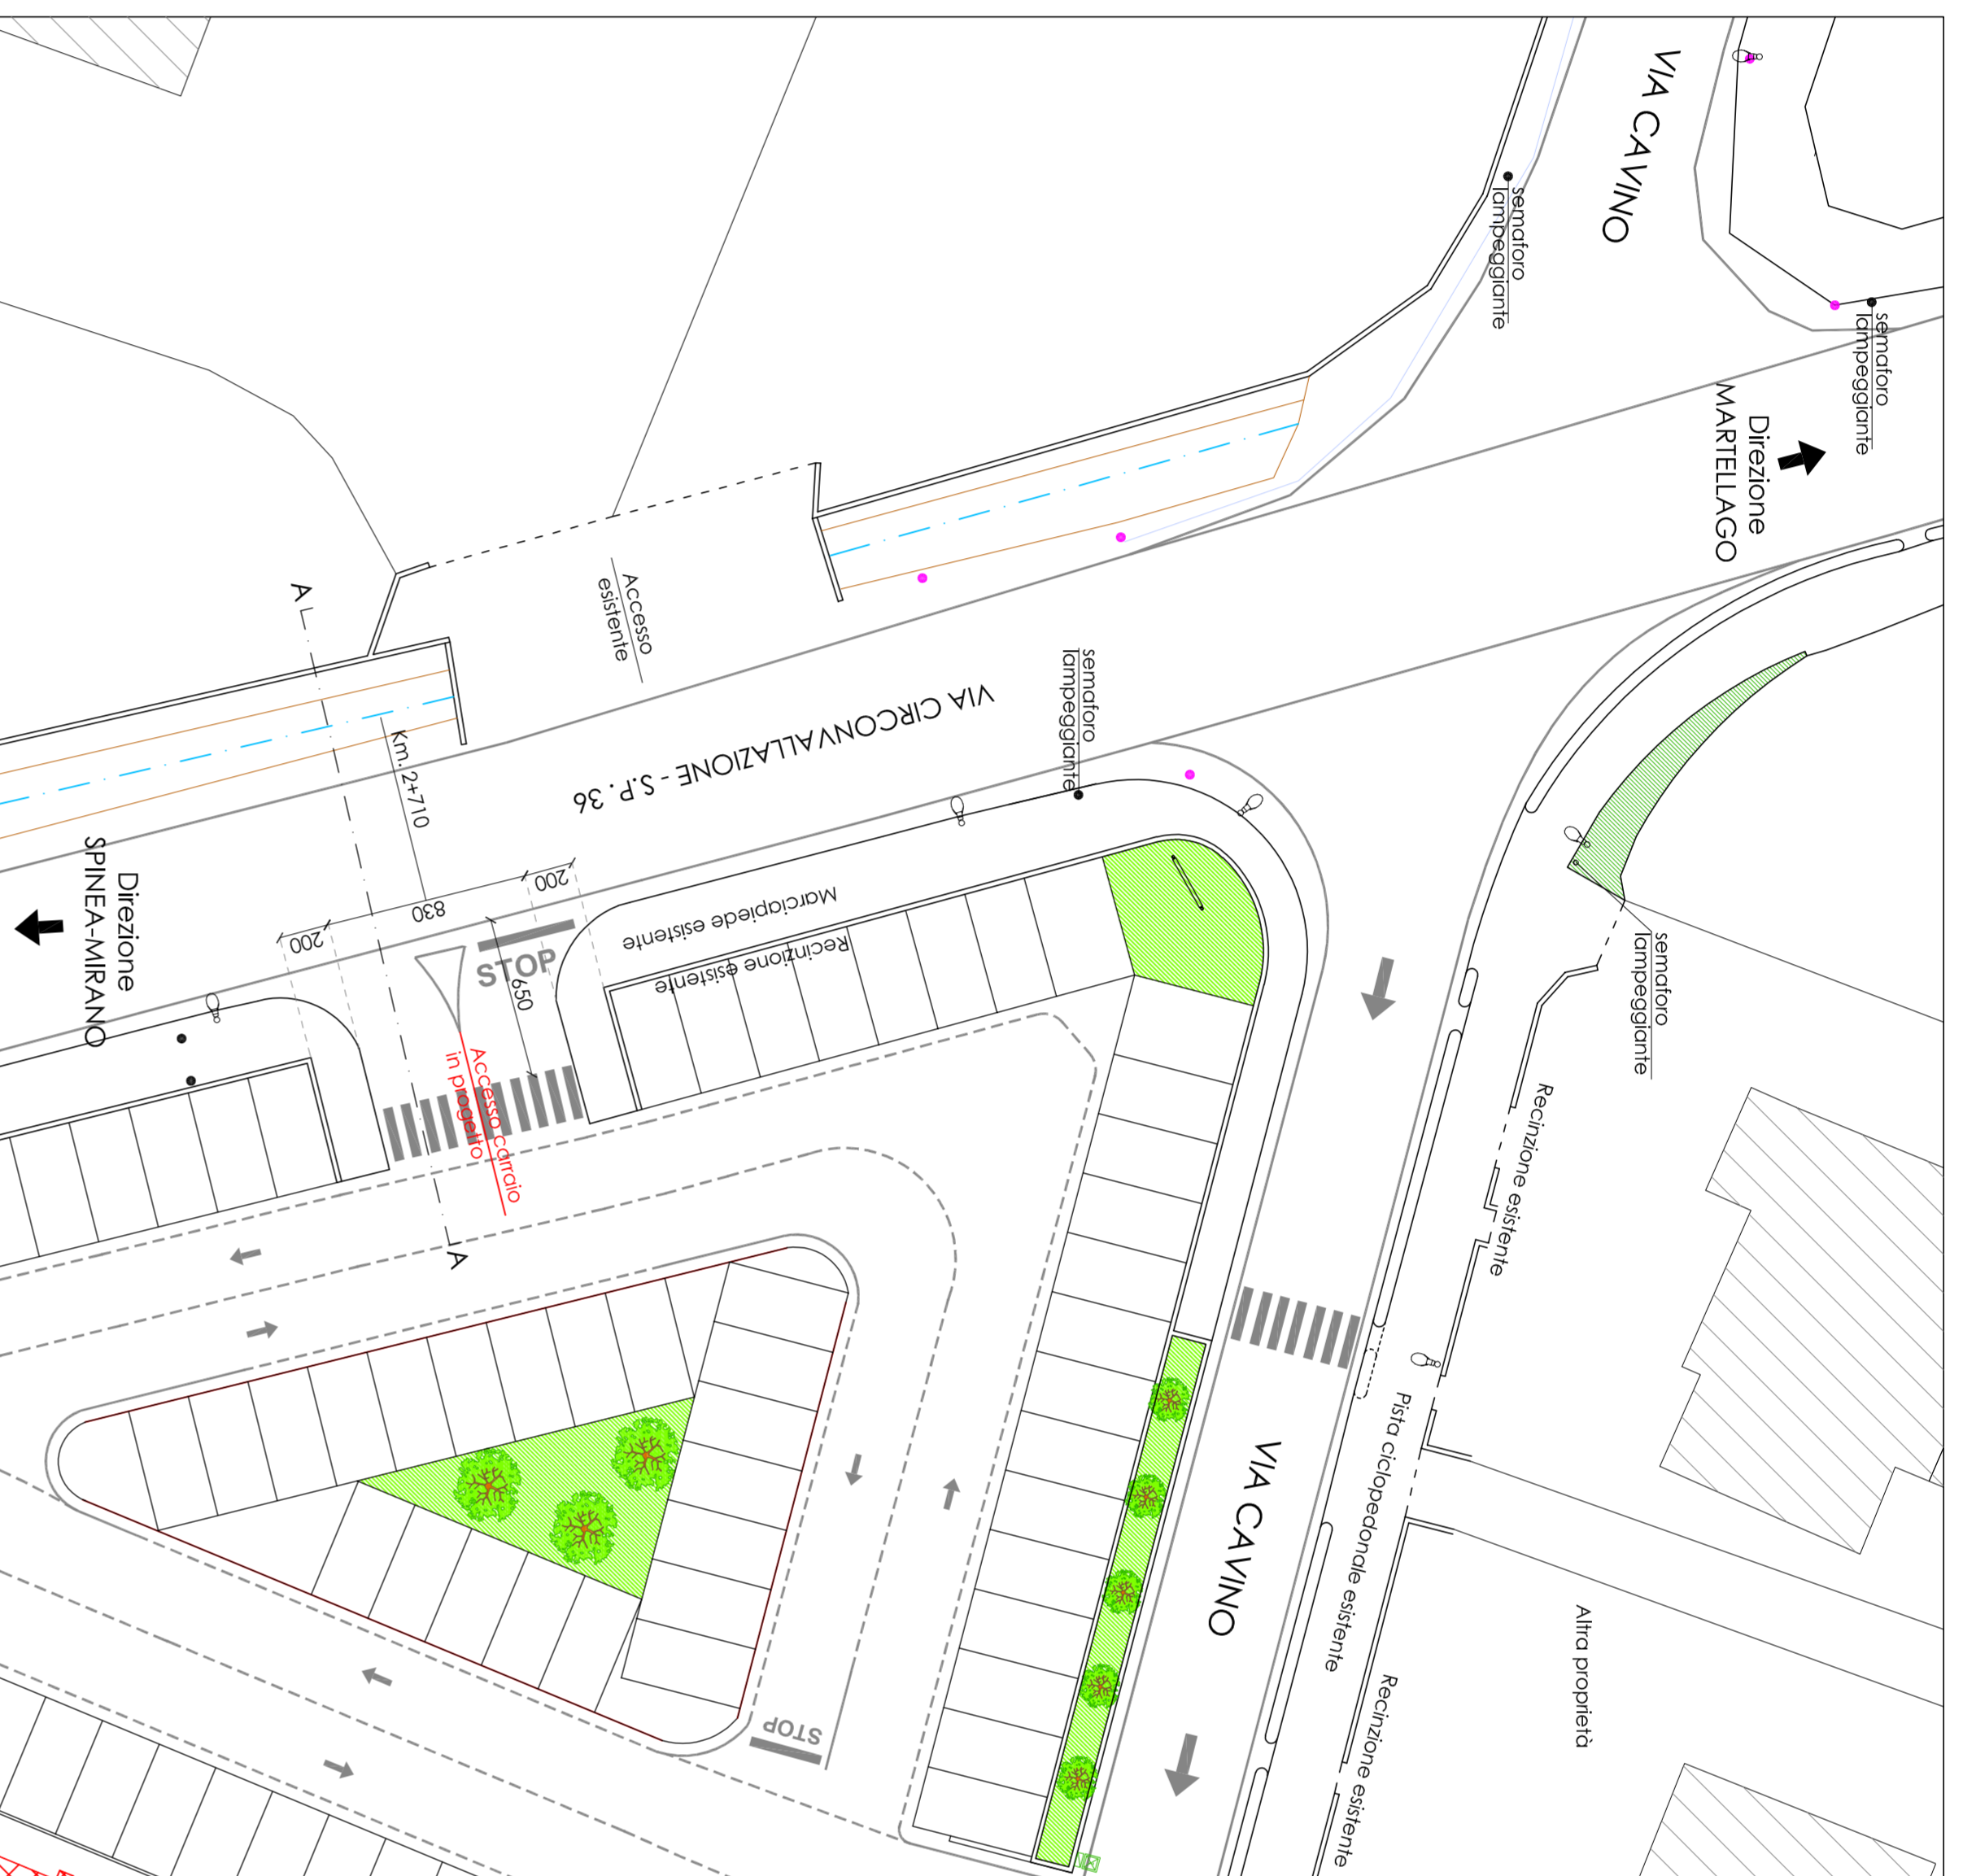 VIA CAVINO
semaforo
lampeggiante
semaforo
lampeggiante
Direzione
MARTELLAGO
Accesso
esistente
A
VIA CIRCONVALLAZIONE - S.P. 36
semaforo
lampeggiante
Km. 2+710
Direzione
SPINEA-MIRANO
200
830
200
Marciapiede esistente
Recinzione esistente
STOP
650
semaforo
lampeggiante
Accesso carraio
in progetto
A
Recinzione esistente
Pista ciclopedonale esistente
VIA CAVINO
Altra proprietà
Recinzione esistente
STOP